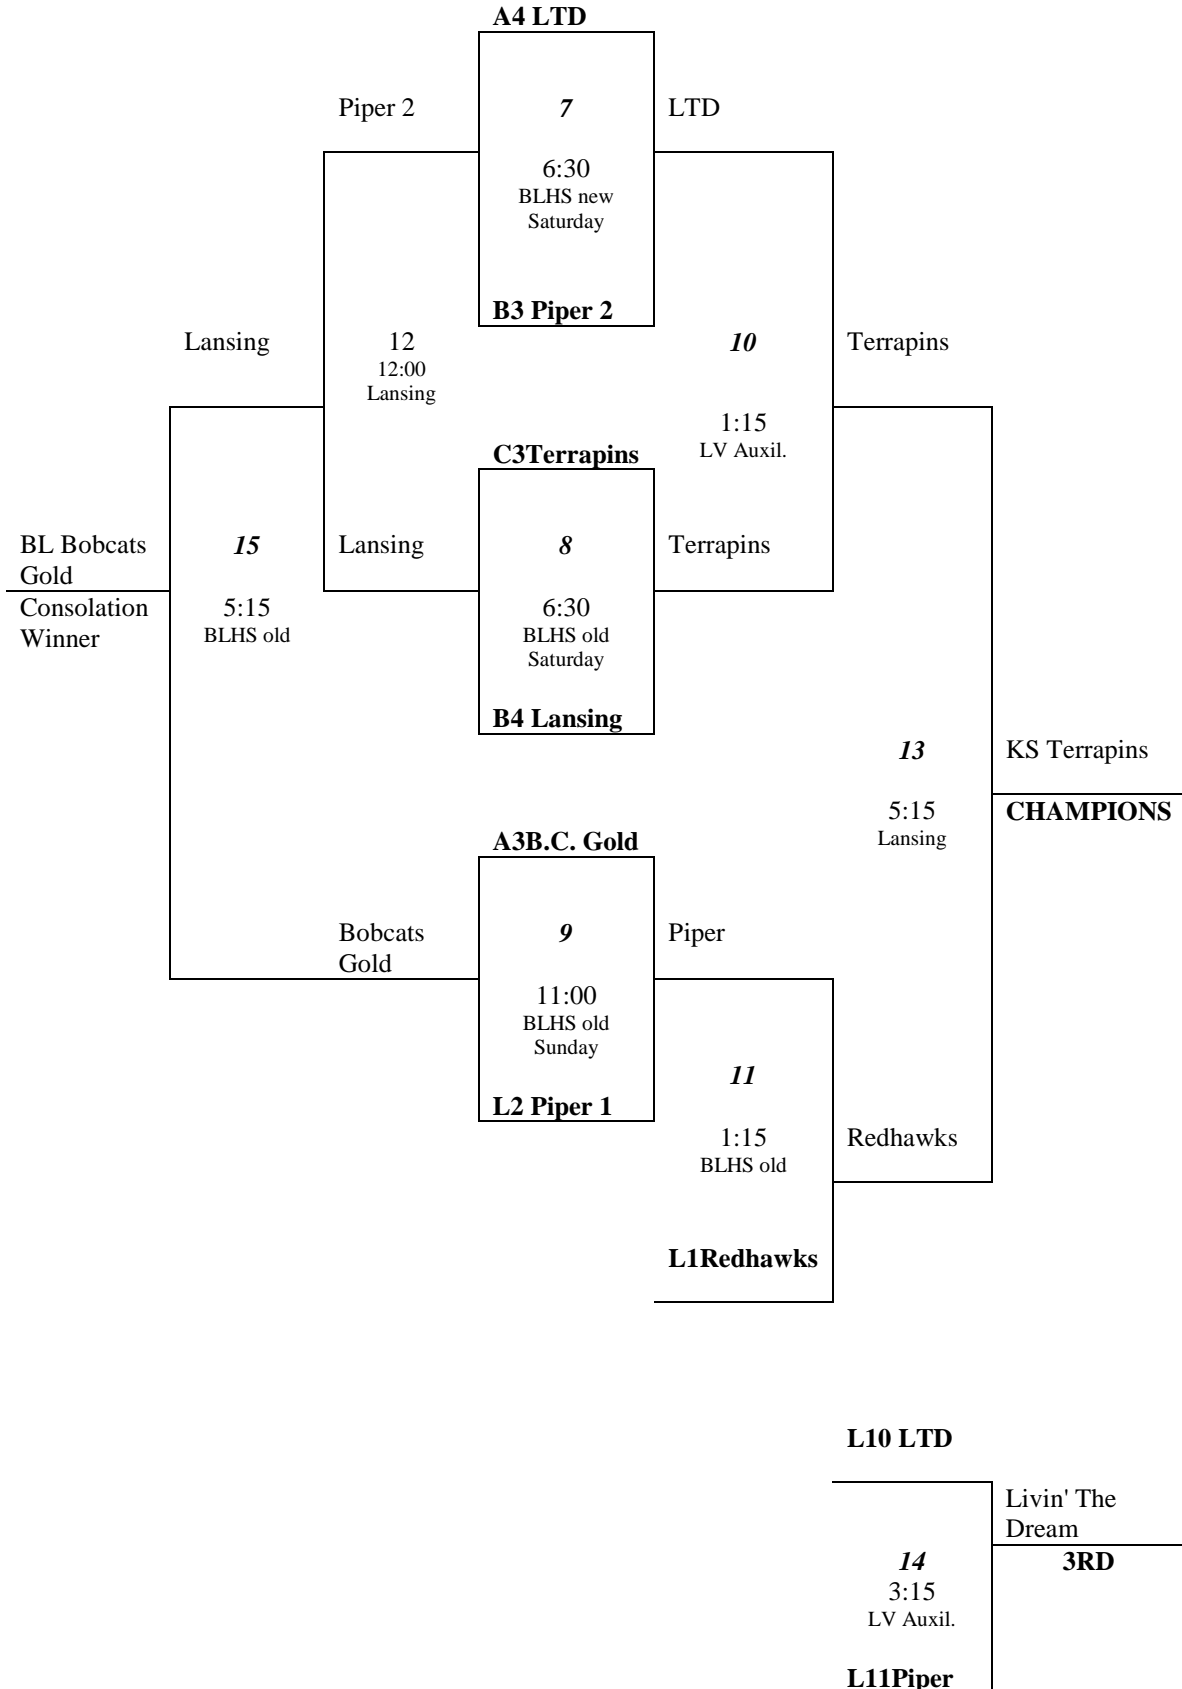 A4 LTD
Piper 2
7
LTD
6:30
BLHS new
Saturday
B3 Piper 2
Lansing
12
10
Terrapins
12:00
Lansing
1:15
C3Terrapins
LV Auxil.
BL Bobcats
Gold
15
Lansing
8
Terrapins
Consolation
Winner
5:15
BLHS old
6:30
BLHS old
Saturday
B4 Lansing
13
KS Terrapins
5:15
CHAMPIONS
Lansing
A3B.C. Gold
Bobcats
Gold
9
Piper
11:00
BLHS old
Sunday
11
L2 Piper 1
1:15
Redhawks
BLHS old
L1Redhawks
L10 LTD
Livin' The
Dream
14
3RD
3:15
LV Auxil.
L11Piper